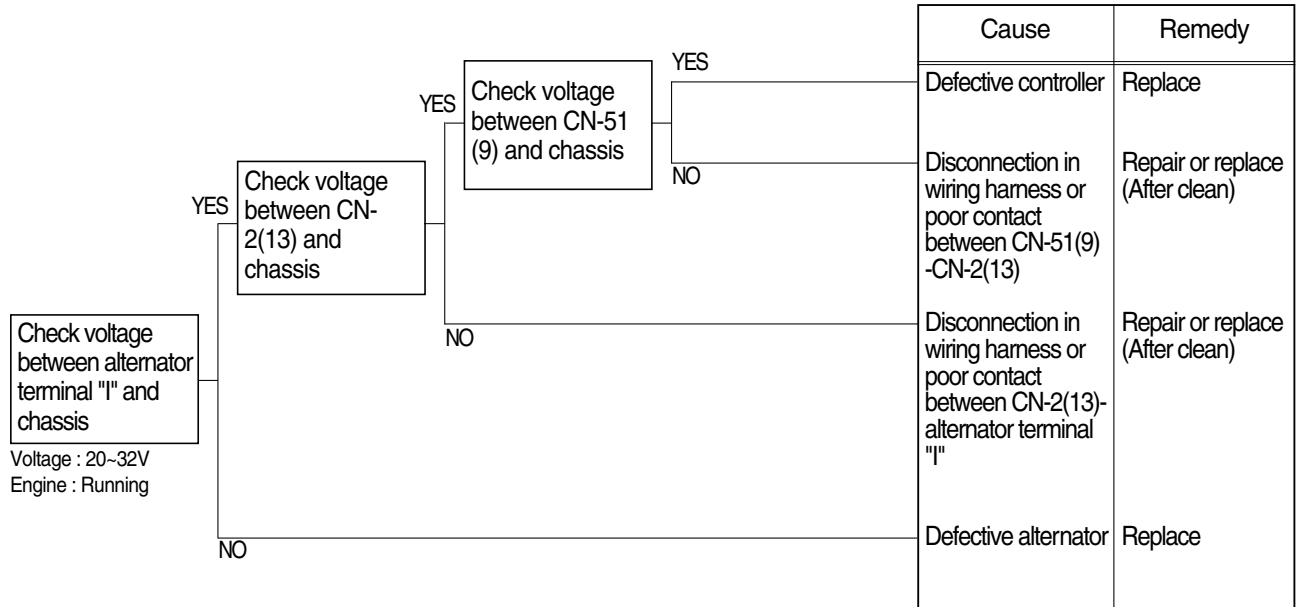 Cause
Remedy
YES
Defective controller
Replace
YES
Check voltage
between CN-51
(9) and chassis
NO
Disconnection in
wiring harness or
poor contact
between CN-51(9)
-CN-2(13)
Repair or replace
(After clean)
YES
Check voltage
between CN-
2(13) and
chassis
NO
Disconnection in
wiring harness or
poor contact
between CN-2(13)-
alternator terminal
"I"
Repair or replace
(After clean)
Check voltage
between alternator
terminal "I" and
chassis
Voltage : 20~32V
Engine : Running
NO
Defective alternator
Replace